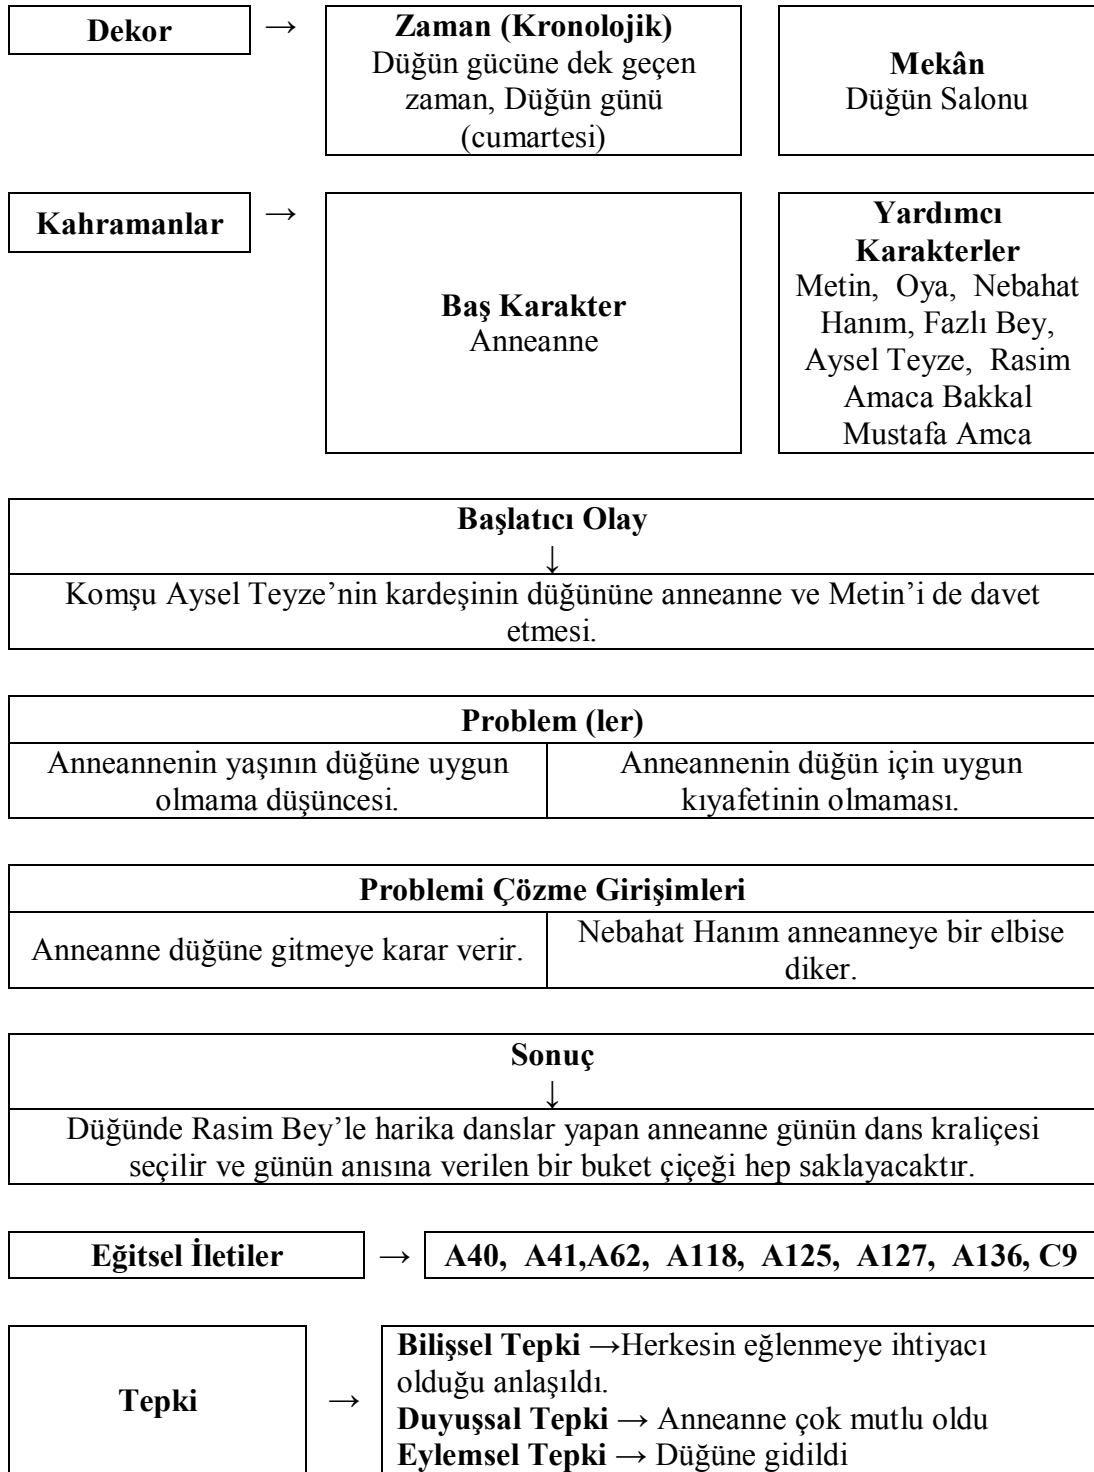 Dekor
→
Zaman (Kronolojik)
Düğün gücüne dek geçen
zaman, Düğün günü
(cumartesi)
Mekân
Düğün Salonu
Kahramanlar
→
Baş Karakter
Anneanne
Yardımcı
Karakterler
Metin, Oya, Nebahat
Hanım, Fazlı Bey,
Aysel Teyze, Rasim
Amaca Bakkal
Mustafa Amca
Başlatıcı Olay
↓
Komşu Aysel Teyze’nin kardeşinin düğününe anneanne ve Metin’i de davet
etmesi.
Problem (ler)
Anneannenin yaşının düğüne uygun
olmama düşüncesi.
Anneannenin düğün için uygun
kıyafetinin olmaması.
Problemi Çözme Girişimleri
Anneanne düğüne gitmeye karar verir.
Nebahat Hanım anneanneye bir elbise
diker.
Sonuç
↓
Düğünde Rasim Bey’le harika danslar yapan anneanne günün dans kraliçesi
seçilir ve günün anısına verilen bir buket çiçeği hep saklayacaktır.
Eğitsel İletiler
→
A40, A41,A62, A118, A125, A127, A136, C9
Tepki
→
Bilişsel Tepki →Herkesin eğlenmeye ihtiyacı
olduğu anlaşıldı.
Duyuşsal Tepki → Anneanne çok mutlu oldu
Eylemsel Tepki → Düğüne gidildi